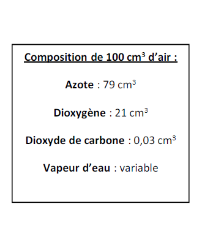 Composition de 100 cm³ d'air :
Azote : 79 cm³
Dioxygène : 21 cm³
Dioxyde de carbone : 0,03 cm³
Vapeur d'eau : variable